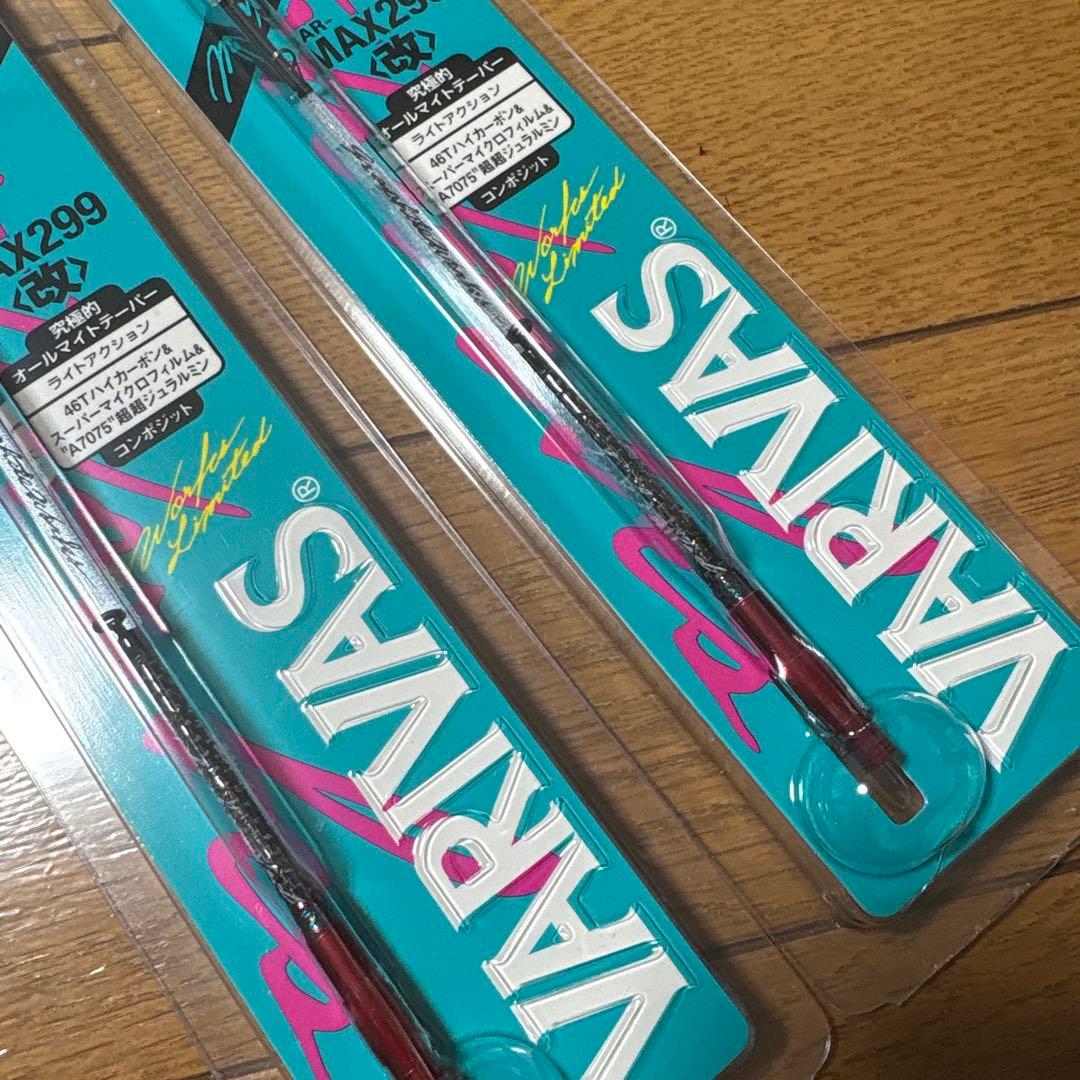 AX299
〈改〉
究極的
オールマイトテーパー
ライトアクション
46Tハイカーボン&
スーパーマイクロフィルム&
"A7075"超超ジュラルミン
コンポジット
Worfce
Limited
VARIVAS®
AR-
MAX299
〈改〉
究極的
オールマイトテーパー
ライトアクション
46Tハイカーボン&
ーパーマイクロフィルム&
A7075"超超ジュラルミン
コンポジット
Worfce
Limited
VARIVAS®